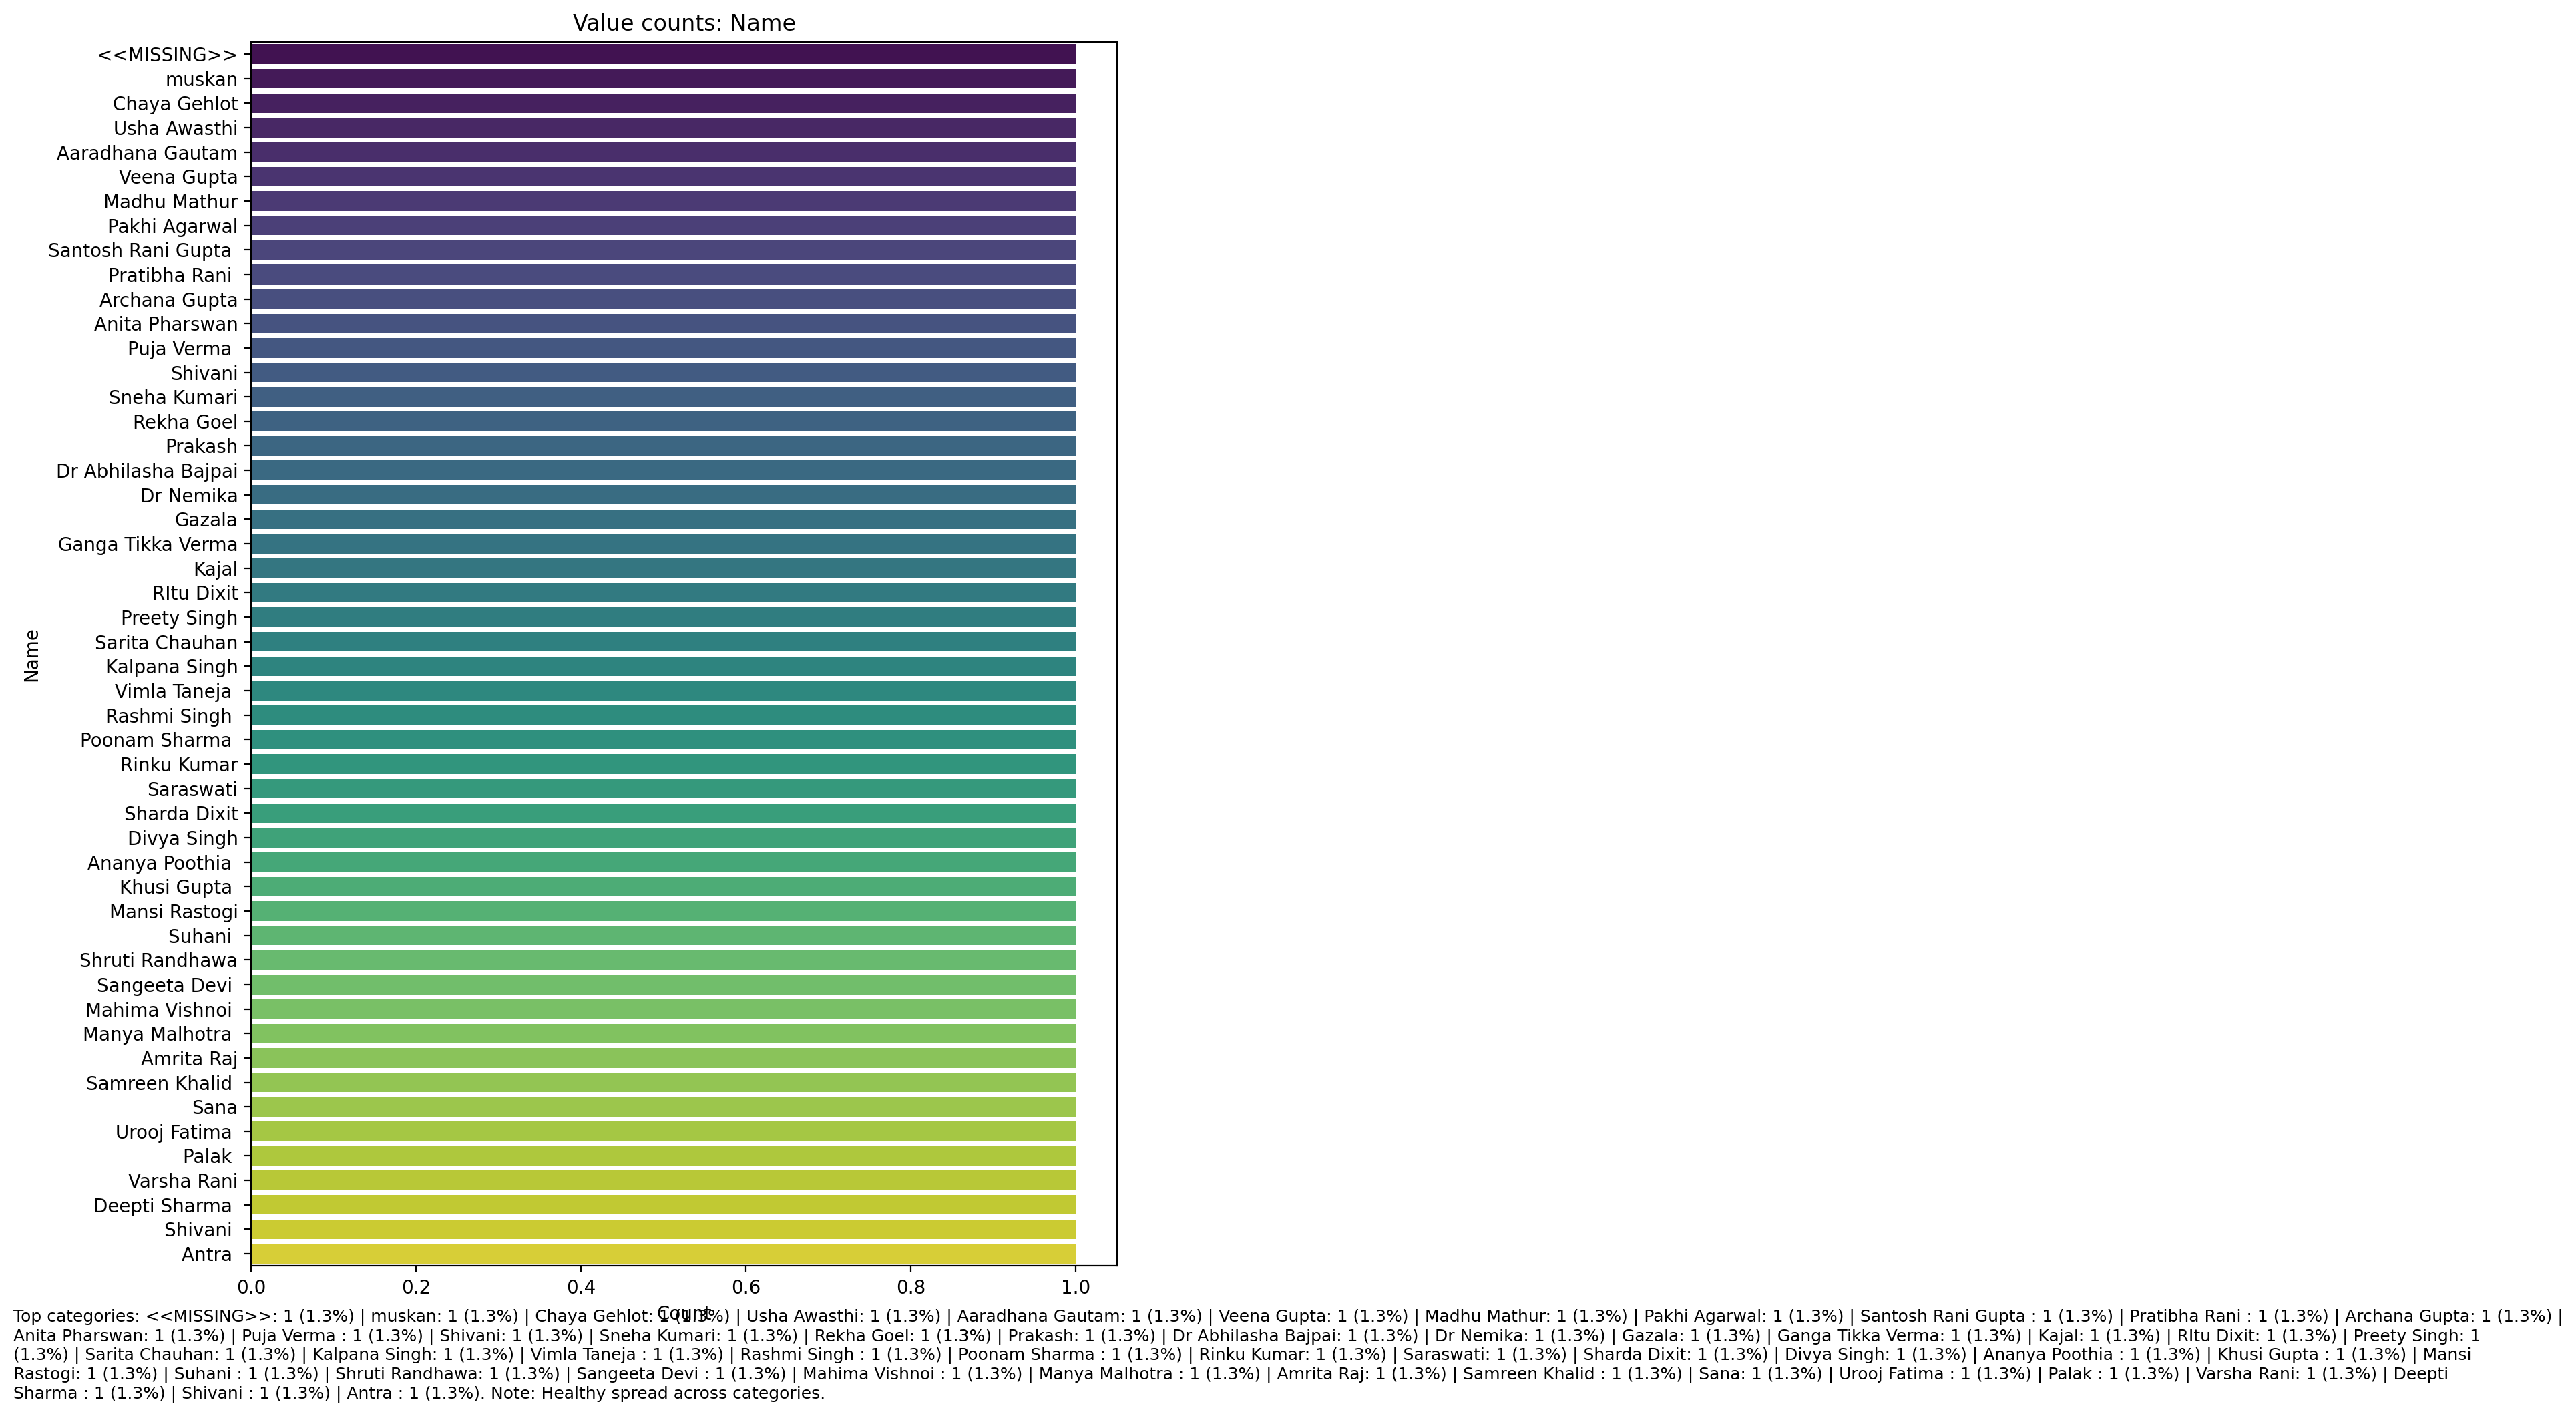 Value counts: Name
<<MISSING>>
muskan
Chaya Gehlot
Usha Awasthi
Aaradhana Gautam
Veena Gupta
Madhu Mathur
Pakhi Agarwal
Santosh Rani Gupta
Pratibha Rani
Archana Gupta
Anita Pharswan
Puja Verma
Shivani
Sneha Kumari
Rekha Goel
Prakash
Dr Abhilasha Bajpai
Dr Nemika
Gazala
Ganga Tikka Verma
Kajal
RItu Dixit
Preety Singh
Sarita Chauhan
Kalpana Singh
Vimla Taneja
Rashmi Singh
Poonam Sharma
Rinku Kumar
Saraswati
Sharda Dixit
Divya Singh
Ananya Poothia
Khusi Gupta
Mansi Rastogi
Suhani
Shruti Randhawa
Sangeeta Devi
Mahima Vishnoi
Manya Malhotra
Amrita Raj
Samreen Khalid
Sana
Urooj Fatima
Palak
Varsha Rani
Deepti Sharma
Shivani
Antra
Name
0.0 0.2 0.4 0.6 0.8 1.0
Count
Top categories: <<MISSING>>: 1 (1.3%) | muskan: 1 (1.3%) | Chaya Gehlot: 1 (1.3%) | Usha Awasthi: 1 (1.3%) | Aaradhana Gautam: 1 (1.3%) | Veena Gupta: 1 (1.3%) | Madhu Mathur: 1 (1.3%) | Pakhi Agarwal: 1 (1.3%) | Santosh Rani Gupta : 1 (1.3%) | Pratibha Rani : 1 (1.3%) | Archana Gupta: 1 (1.3%) |
Anita Pharswan: 1 (1.3%) | Puja Verma : 1 (1.3%) | Shivani: 1 (1.3%) | Sneha Kumari: 1 (1.3%) | Rekha Goel: 1 (1.3%) | Prakash: 1 (1.3%) | Dr Abhilasha Bajpai: 1 (1.3%) | Dr Nemika: 1 (1.3%) | Gazala: 1 (1.3%) | Ganga Tikka Verma: 1 (1.3%) | Kajal: 1 (1.3%) | RItu Dixit: 1 (1.3%) | Preety Singh: 1
(1.3%) | Sarita Chauhan: 1 (1.3%) | Kalpana Singh: 1 (1.3%) | Vimla Taneja : 1 (1.3%) | Rashmi Singh : 1 (1.3%) | Poonam Sharma : 1 (1.3%) | Rinku Kumar: 1 (1.3%) | Saraswati: 1 (1.3%) | Sharda Dixit: 1 (1.3%) | Divya Singh: 1 (1.3%) | Ananya Poothia : 1 (1.3%) | Khusi Gupta : 1 (1.3%) | Mansi
Rastogi: 1 (1.3%) | Suhani : 1 (1.3%) | Shruti Randhawa: 1 (1.3%) | Sangeeta Devi : 1 (1.3%) | Mahima Vishnoi : 1 (1.3%) | Manya Malhotra : 1 (1.3%) | Amrita Raj: 1 (1.3%) | Samreen Khalid : 1 (1.3%) | Sana: 1 (1.3%) | Urooj Fatima : 1 (1.3%) | Palak : 1 (1.3%) | Varsha Rani: 1 (1.3%) | Deepti
Sharma : 1 (1.3%) | Shivani : 1 (1.3%) | Antra : 1 (1.3%). Note: Healthy spread across categories.